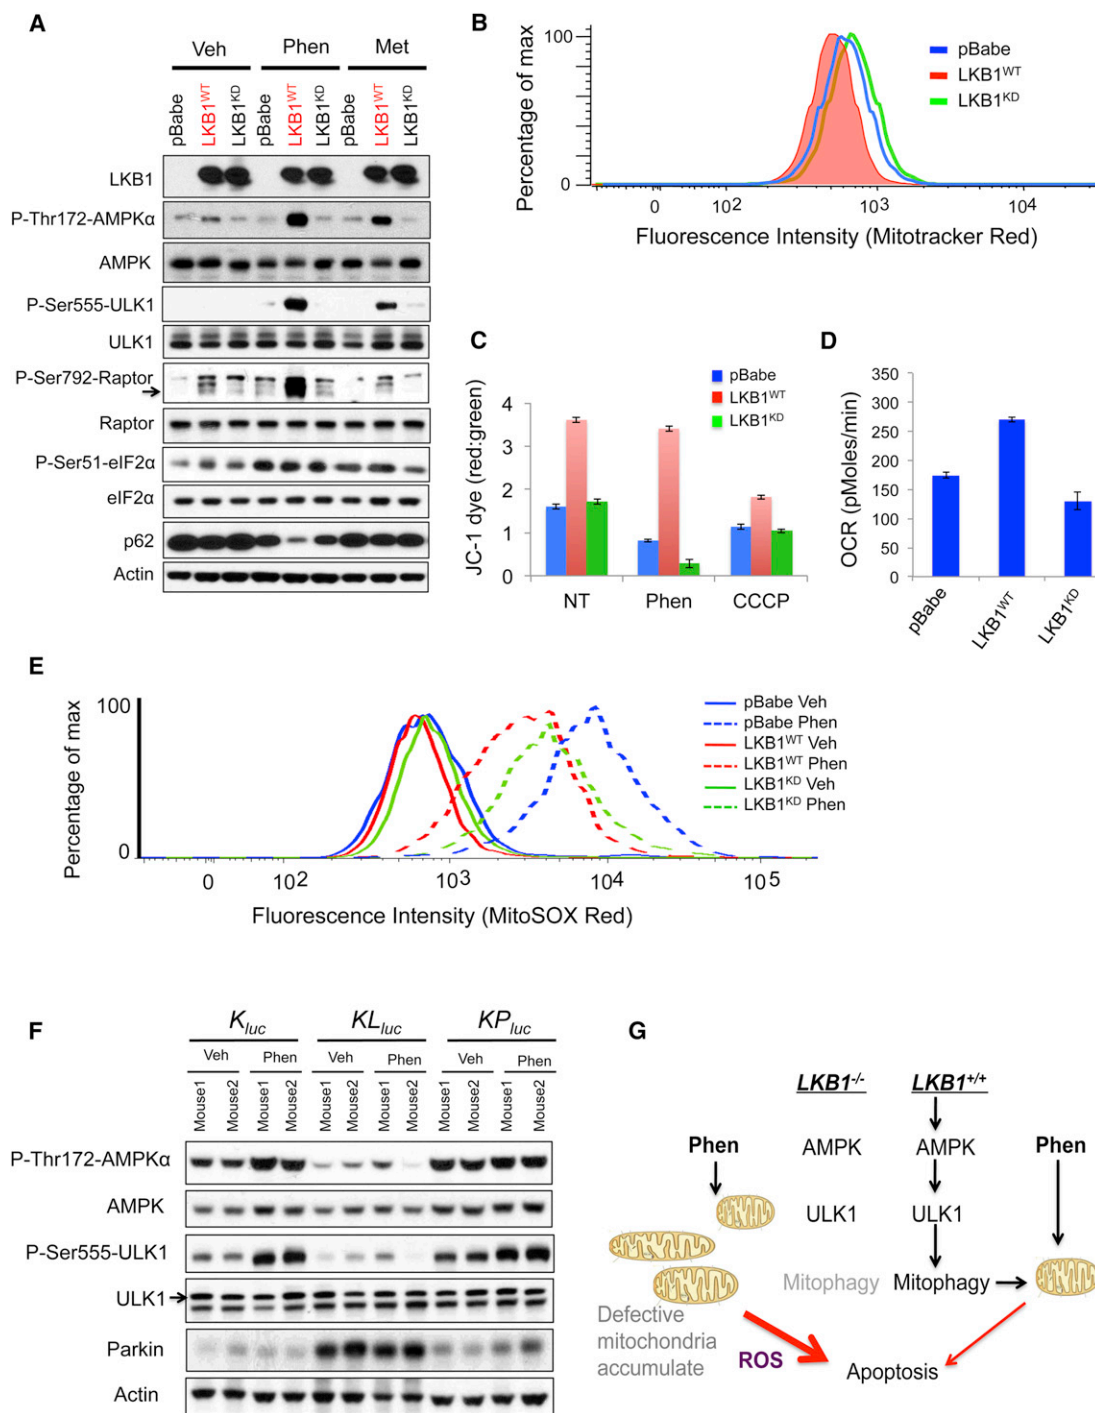 A
Veh Phen Met
pBabe LKB1WT LKB1KD pBabe LKB1WT LKB1KD pBabe LKB1WT LKB1KD
LKB1
P-Thr172-AMPKα
AMPK
P-Ser555-ULK1
ULK1
P-Ser792-Raptor
Raptor
P-Ser51-eIF2α
eIF2α
p62
Actin
B
Percentage of max
100
0
0 10² 10³ 10⁴
Fluorescence Intensity (Mitotracker Red)
pBabe
LKB1WT
LKB1KD
C
JC-1 dye (red:green)
4
3
2
1
0
NT Phen CCCP
pBabe
LKB1WT
LKB1KD
D
OCR (pMoles/min)
350
300
250
200
150
100
50
0
pBabe LKB1WT LKB1KD
E
Percentage of max
100
0
0 10² 10³ 10⁴ 10⁵
Fluorescence Intensity (MitoSOX Red)
pBabe Veh
pBabe Phen
LKB1WT Veh
LKB1WT Phen
LKB1KD Veh
LKB1KD Phen
F
Kluc KLluc KPluc
Veh Phen Veh Phen Veh Phen
Mouse1 Mouse2 Mouse1 Mouse2 Mouse1 Mouse2 Mouse1 Mouse2 Mouse1 Mouse2 Mouse1 Mouse2
P-Thr172-AMPKα
AMPK
P-Ser555-ULK1
ULK1
Parkin
Actin
G
LKB1-/- LKB1+/+
Phen AMPK AMPK Phen
ULK1 ULK1
Mitophagy Mitophagy
Defective
mitochondria
accumulate
ROS
Apoptosis